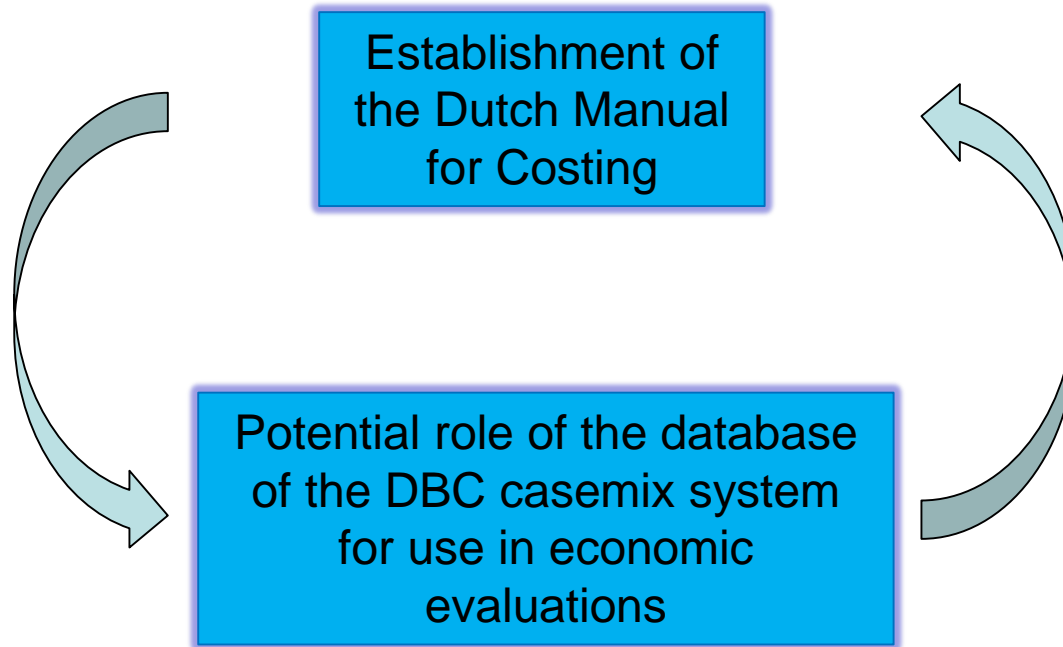 Establishment of
the Dutch Manual
for Costing
Potential role of the database
of the DBC casemix system
for use in economic
evaluations